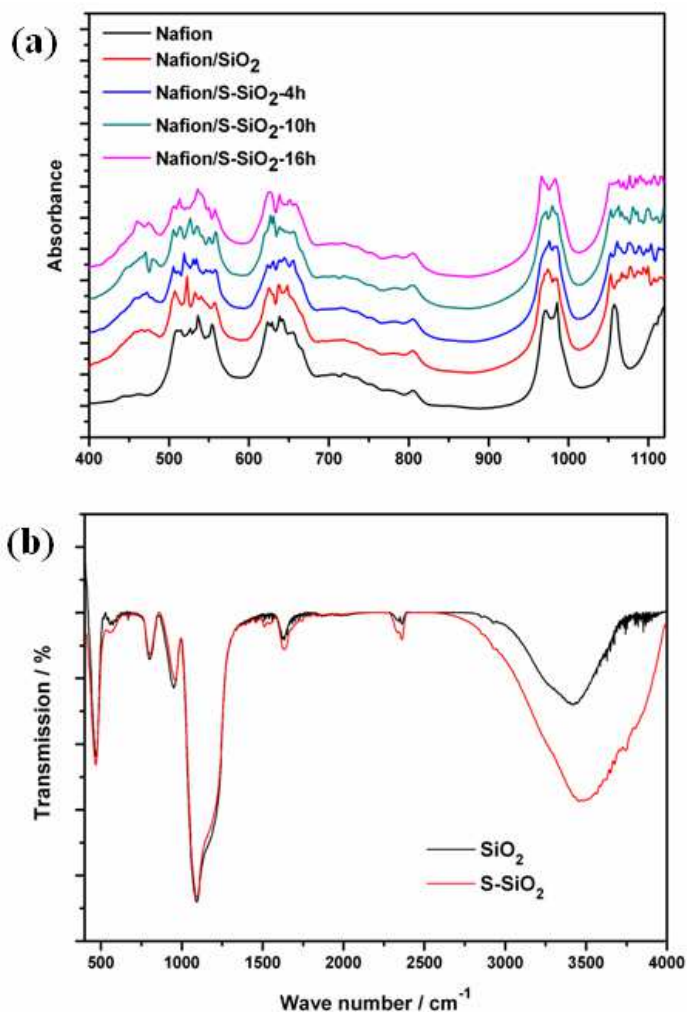 (a)
Nafion
Nafion/SiO2
Nafion/S-SiO2-4h
Nafion/S-SiO2-10h
Nafion/S-SiO2-16h
Absorbance
400 500 600 700 800 900 1000 1100
(b)
Transmission / %
SiO2
S-SiO2
500 1000 1500 2000 2500 3000 3500 4000
Wave number / cm-1